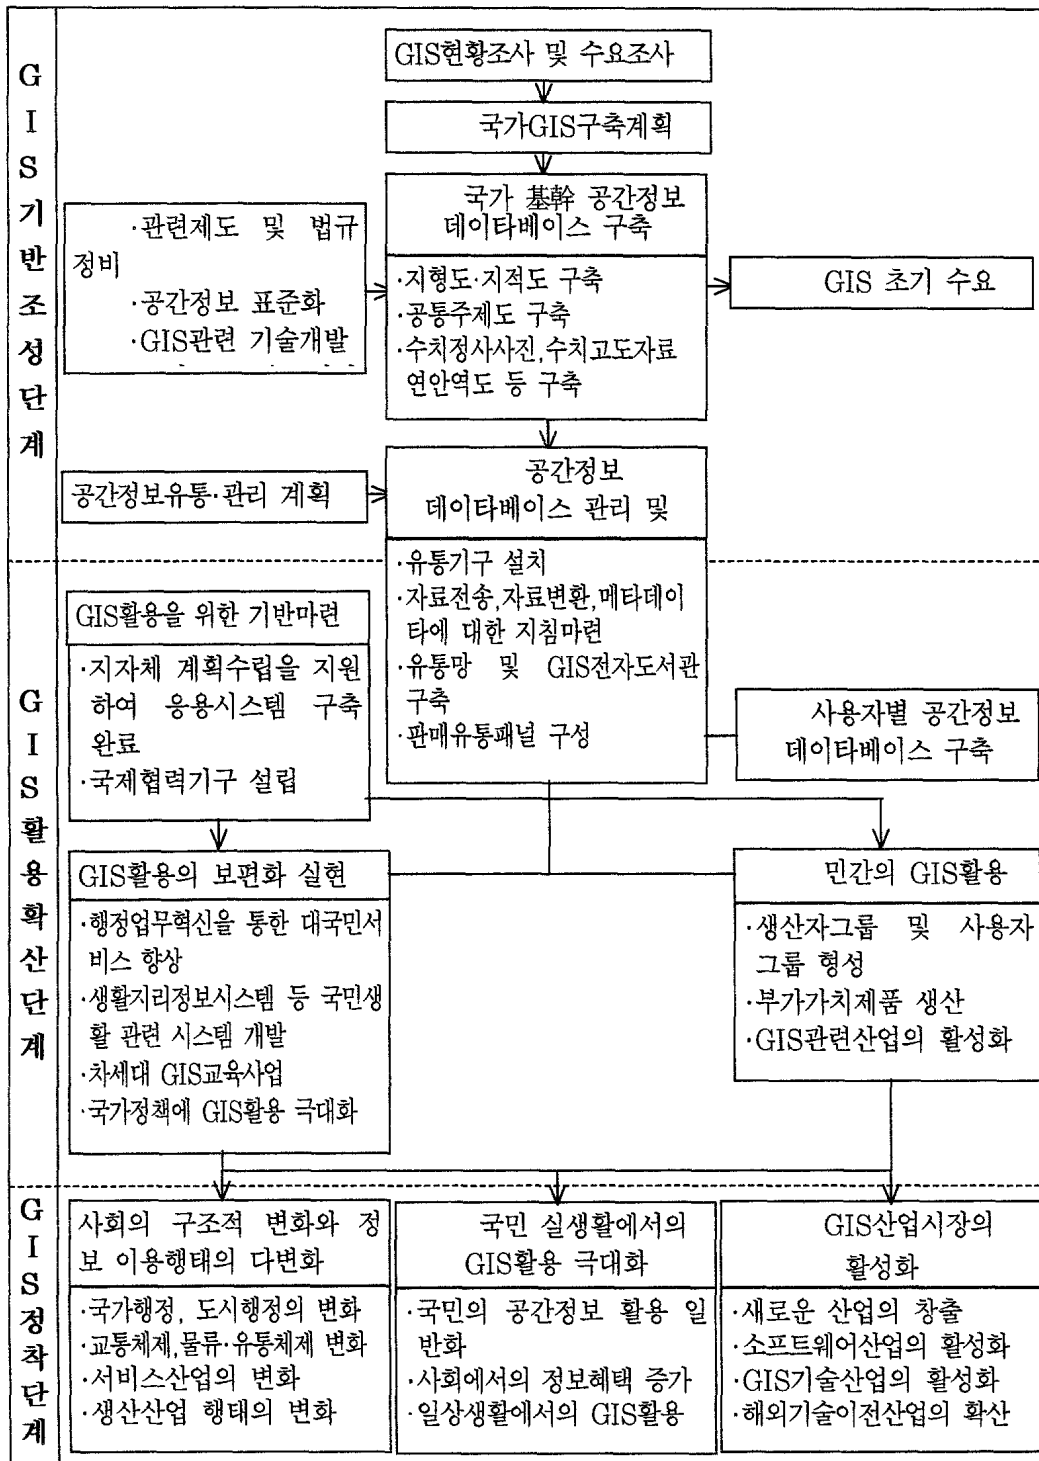 GIS기반조성단계
GIS현황조사 및 수요조사
국가GIS구축계획
국가 基幹 공간정보
데이타베이스 구축
·지형도·지적도 구축
·공통주제도 구축
·수치정사사진,수치고도자료
연안역도 등 구축
·관련제도 및 법규
정비
·공간정보 표준화
·GIS관련 기술개발
GIS 초기 수요
공간정보유통·관리 계획
공간정보
데이타베이스 관리 및
·유통기구 설치
·자료전송,자료변환,메타데이
타에 대한 지침마련
·유통망 및 GIS전자도서관
구축
·판매유통패널 구성
GIS활용확산단계
GIS활용을 위한 기반마련
·지자체 계획수립을 지원
하여 응용시스템 구축
완료
·국제협력기구 설립
사용자별 공간정보
데이타베이스 구축
GIS활용의 보편화 실현
·행정업무혁신을 통한 대국민서
비스 향상
·생활지리정보시스템 등 국민생
활 관련 시스템 개발
·차세대 GIS교육사업
·국가정책에 GIS활용 극대화
민간의 GIS활용
·생산자그룹 및 사용자
그룹 형성
·부가가치제품 생산
·GIS관련산업의 활성화
GIS정착단계
사회의 구조적 변화와 정
보 이용행태의 다변화
·국가행정, 도시행정의 변화
·교통체제,물류·유통체제 변화
·서비스산업의 변화
·생산산업 행태의 변화
국민 실생활에서의
GIS활용 극대화
·국민의 공간정보 활용 일
반화
·사회에서의 정보혜택 증가
·일상생활에서의 GIS활용
GIS산업시장의
활성화
·새로운 산업의 창출
·소프트웨어산업의 활성화
·GIS기술산업의 활성화
·해외기술이전산업의 확산